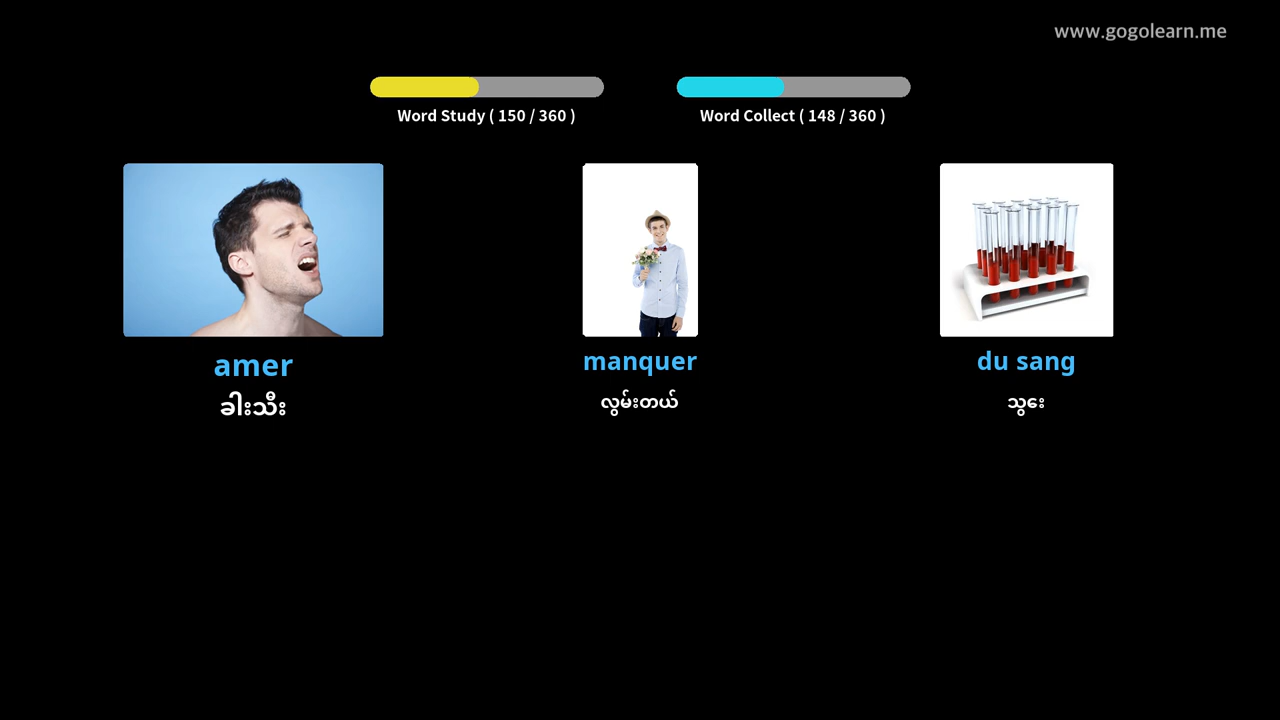 www.gogolearn.me
Word Study ( 150 / 360 )
Word Collect ( 148 / 360 )
amer
ခါးသီး
manquer
လွမ်းတယ်
du sang
သွေး